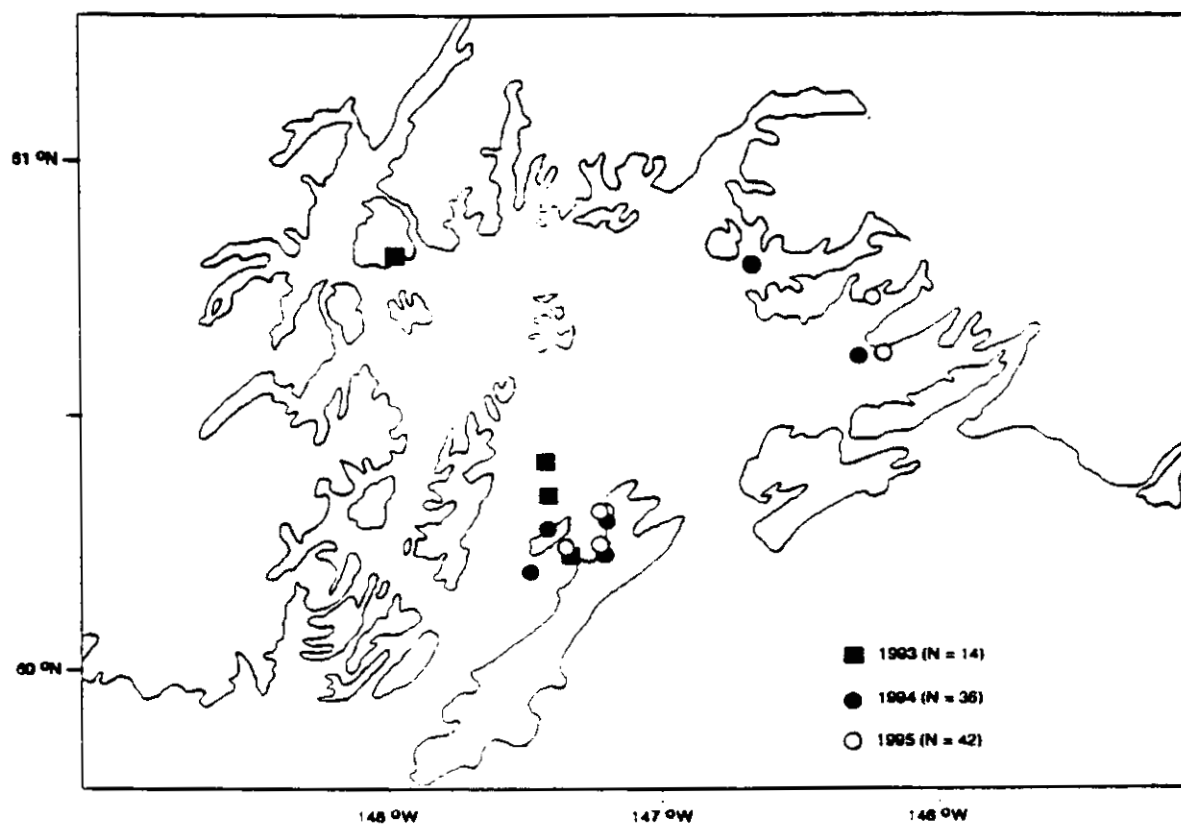 61 °N
60 °N
1993 (N = 14)
1994 (N = 36)
1995 (N = 42)
148 °W
147 °W
146 °W